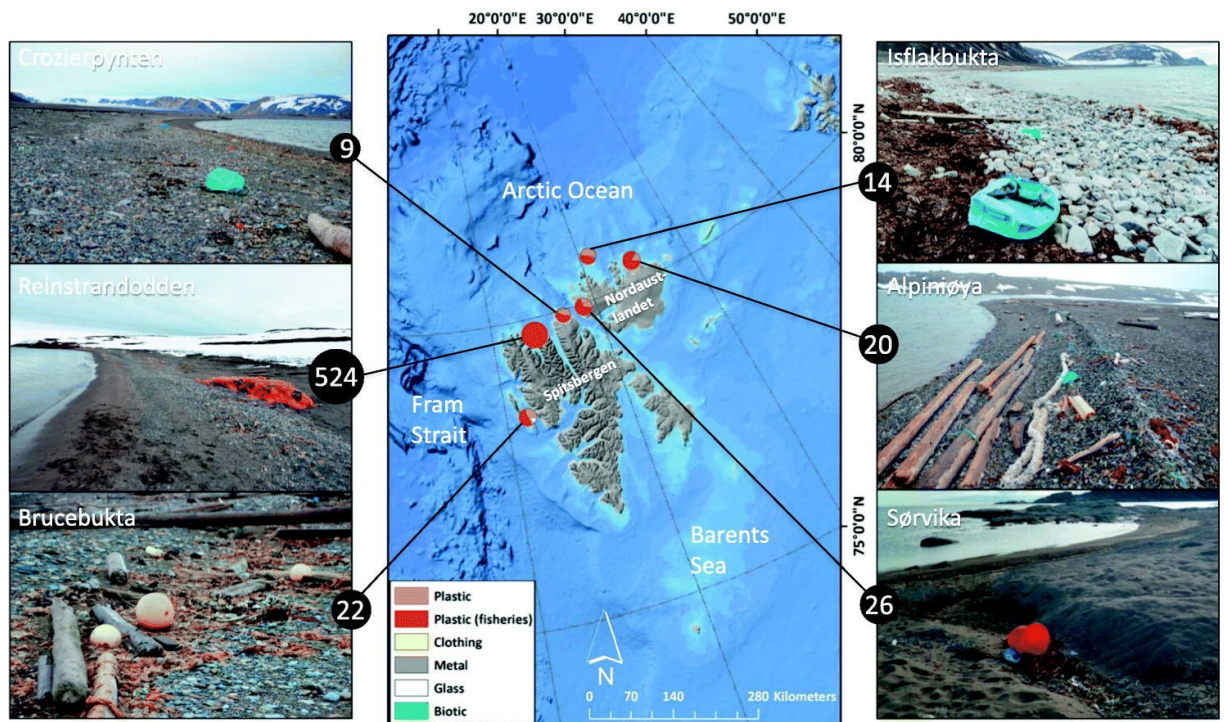 20°0'0"E 30°0'0"E 40°0'0"E 50°0'0"E
Crozierpynten
9
Reinstrandodden
524
Brucebukta
22
Arctic Ocean
Nordaust-
landet
Spitsbergen
Fram
Strait
Barents
Sea
80°0'0"N
75°0'0"N
Plastic
Plastic (fisheries)
Clothing
Metal
Glass
Biotic
N
0 70 140 280 Kilometers
Isflakbukta
14
Alpiniøya
20
Sørvika
26